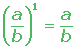 (a/b)¹ = a/b